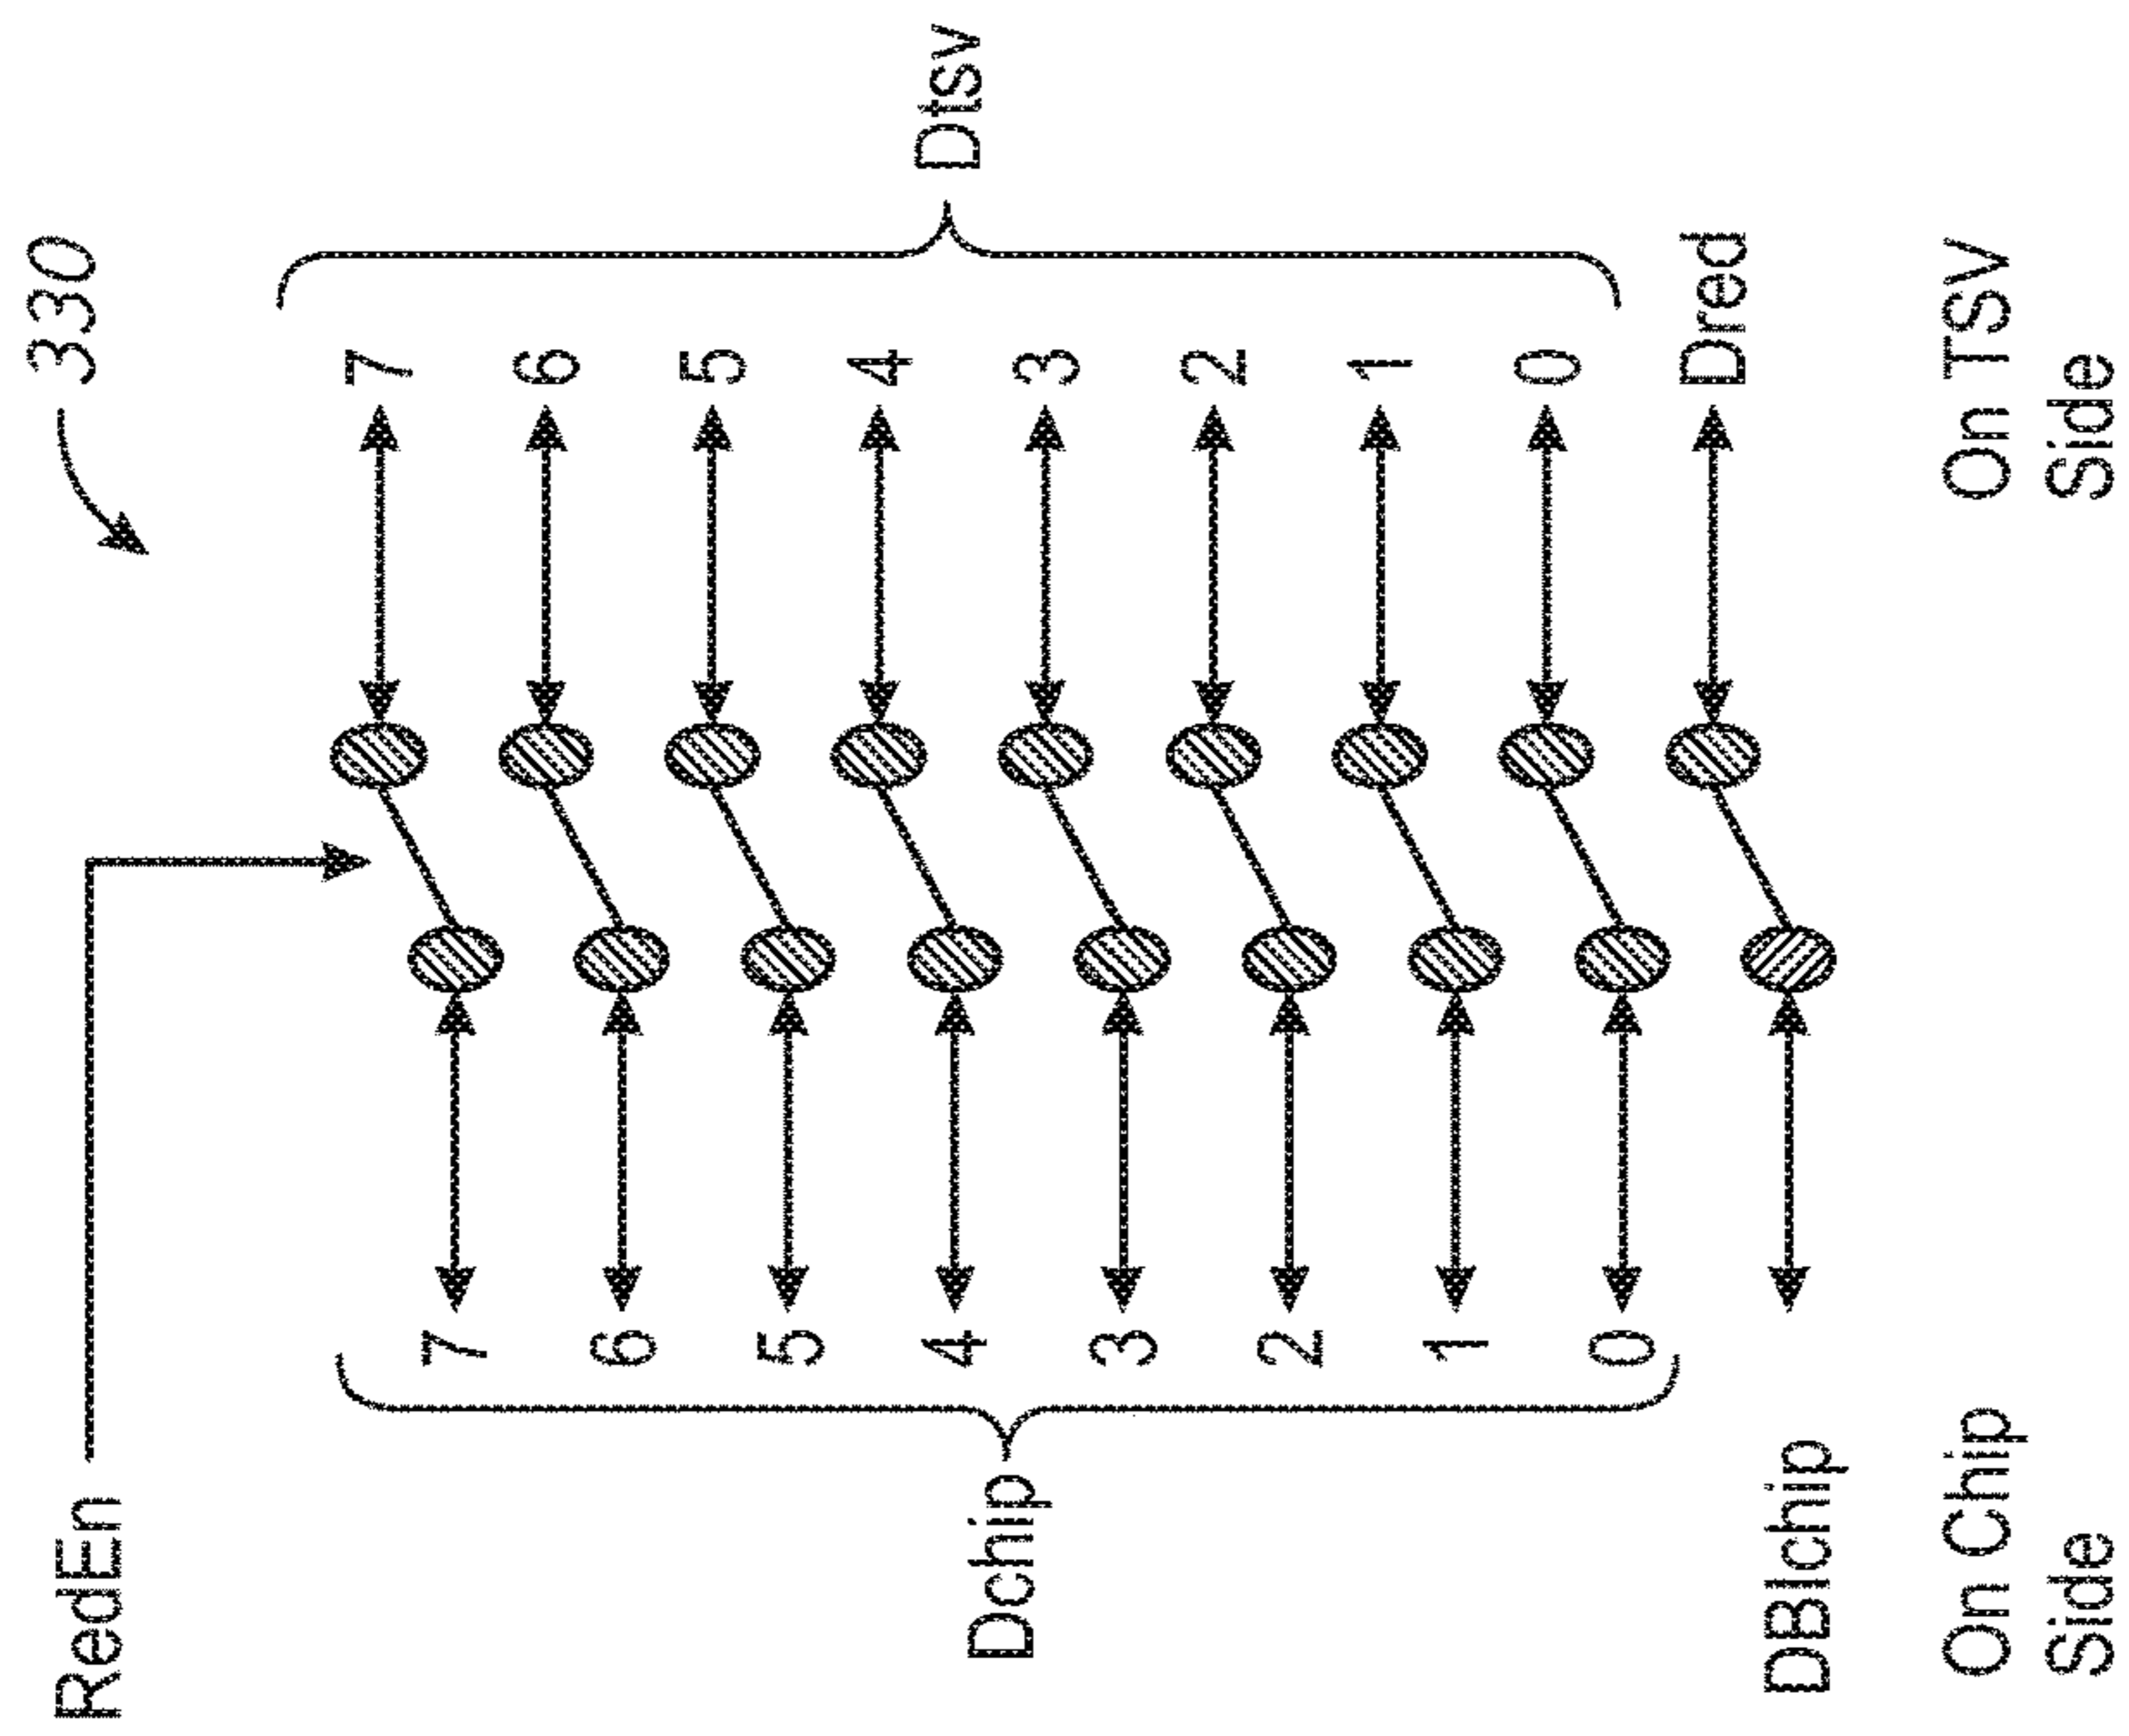 RedEn
330
7 7
6 6
5 5
4 4
Dchip
Dtsv
3 3
2 2
1 1
0 0
Dred
DBIchip
On Chip
Side
On TSV
Side